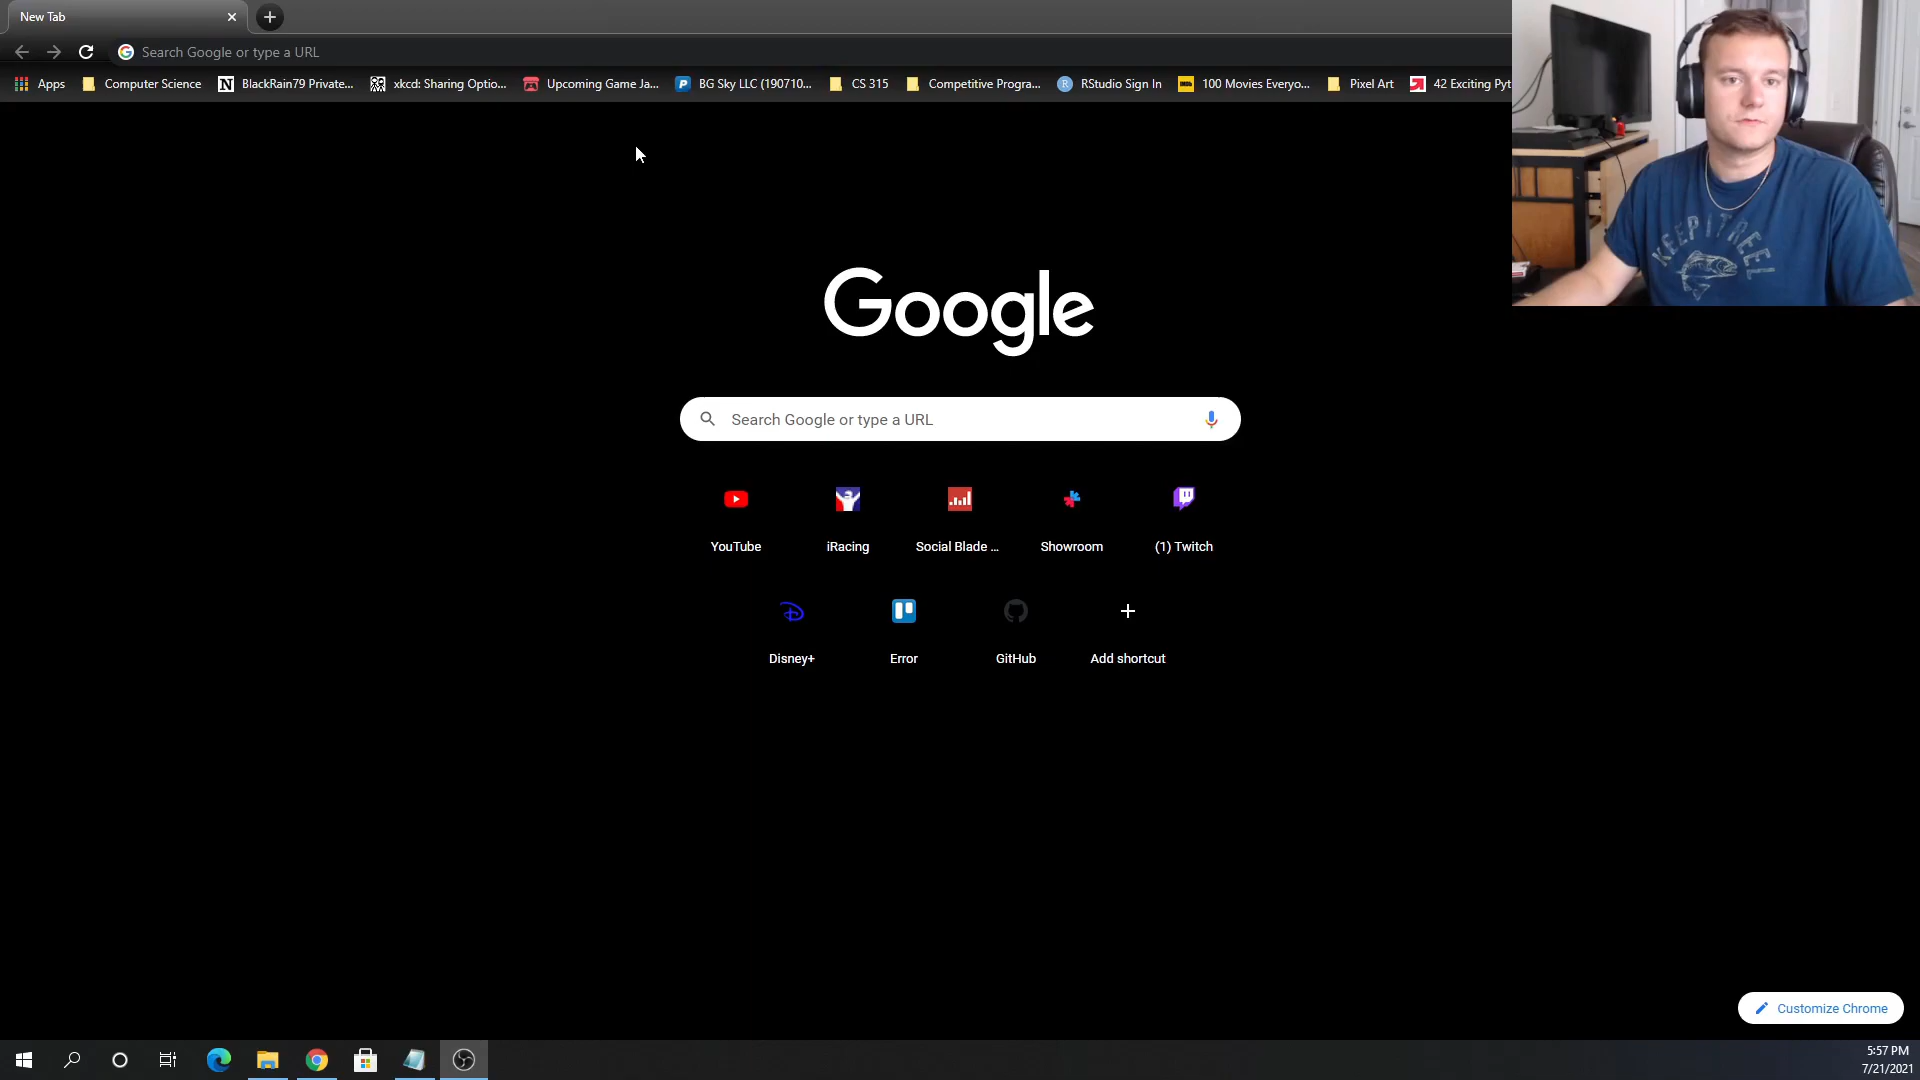 New Tab
Search Google or type a URL
Apps Computer Science BlackRain79 Private... xkcd: Sharing Optio... Upcoming Game Ja... BG Sky LLC (190710... CS 315 Competitive Progra... RStudio Sign In 100 Movies Everyo... Pixel Art 42 Exciting Pyt
KEEP IT REEL
Google
Search Google or type a URL
YouTube iRacing Social Blade ... Showroom (1) Twitch
Disney+ Error GitHub Add shortcut
Customize Chrome
5:57 PM
7/21/2021